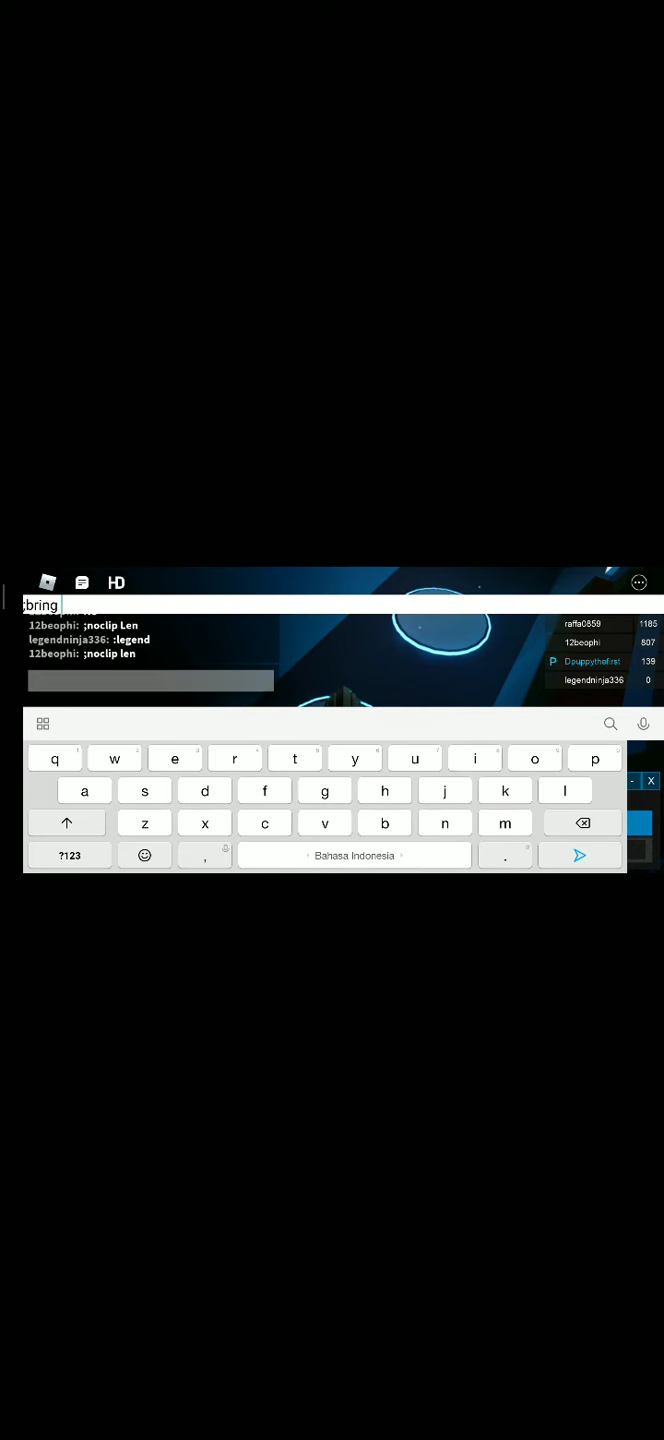 HD
;bring
12beophi: ;noclip Len
legendninja336: :legend
12beophi: ;noclip len
raffa0859 1185
12beophi 807
P Dpuppythefirst 139
legendninja336 0
- X
q w e r t y u i o p
a s d f g h j k l
z x c v b n m
?123 , Bahasa Indonesia .